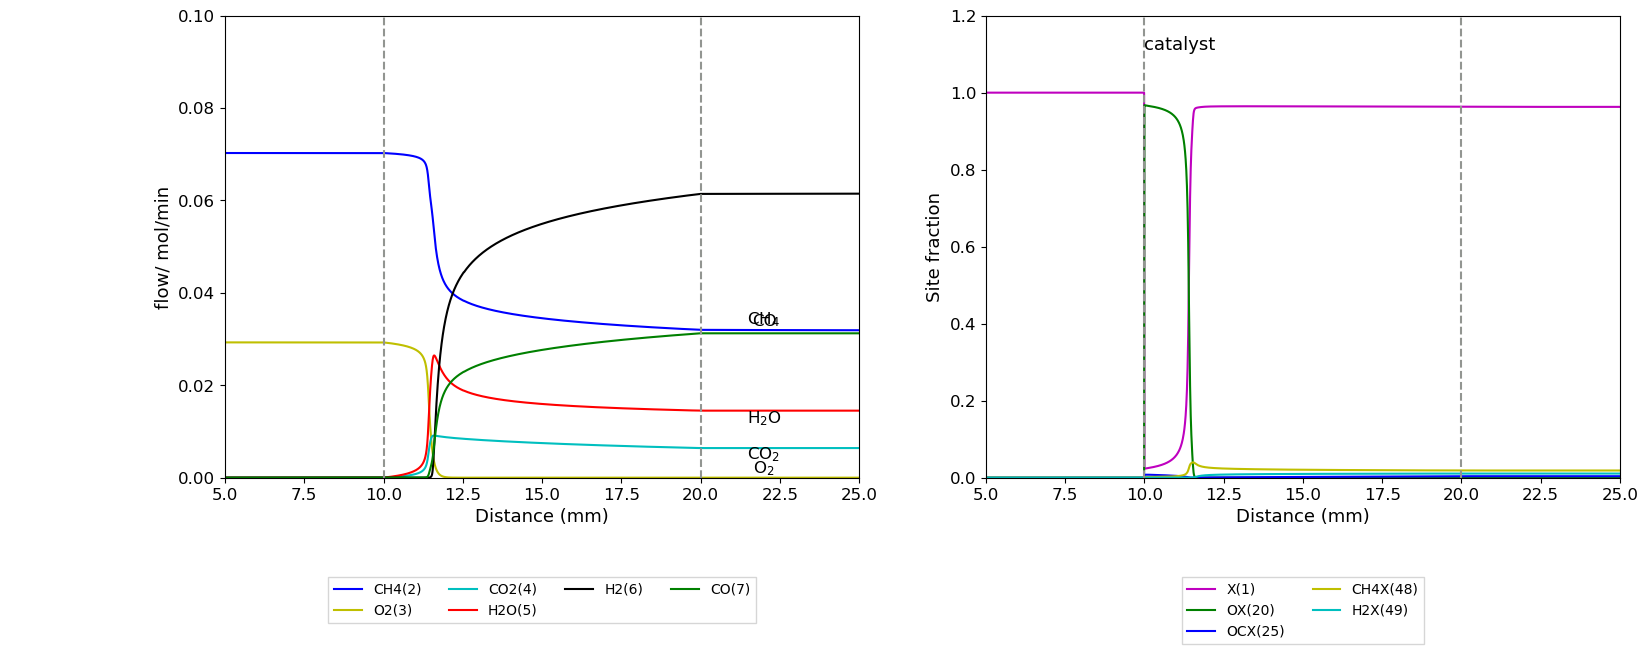 0.10
0.08
0.06
0.04
0.02
0.00
flow/ mol/min
CH₄
CO
H₂O
CO₂
O₂
5.0 7.5 10.0 12.5 15.0 17.5 20.0 22.5 25.0
Distance (mm)
CH4(2) CO2(4) H2(6) CO(7)
O2(3) H2O(5)
1.2
1.0
0.8
0.6
0.4
0.2
0.0
Site fraction
catalyst
5.0 7.5 10.0 12.5 15.0 17.5 20.0 22.5 25.0
Distance (mm)
X(1) CH4X(48)
OX(20) H2X(49)
OCX(25)